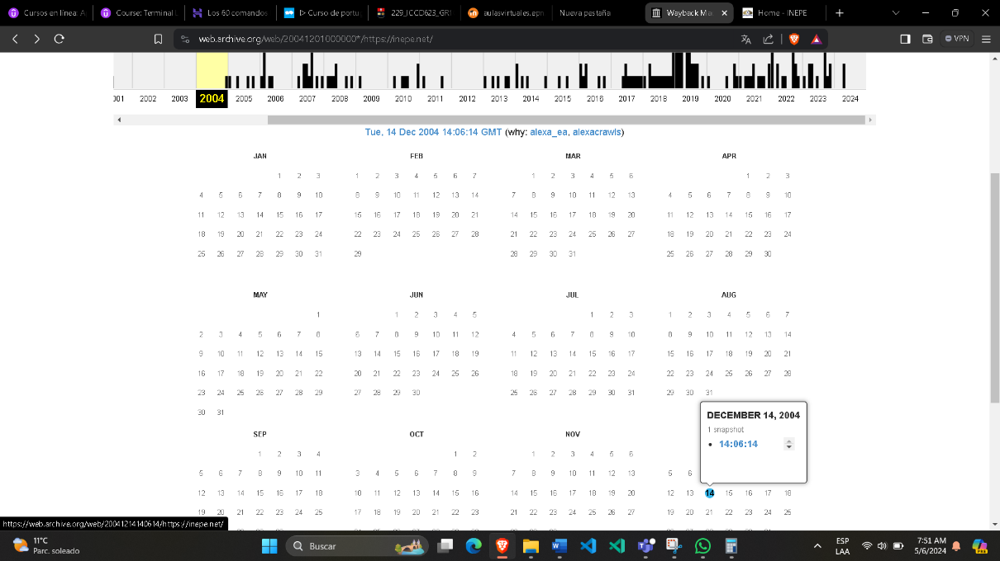 Cursos en línea: A
Course: Terminal L
Los 60 comandos
▷ Curso de portu
229_ICCD623_GR
aulasvirtuales.epn
Nueva pestaña
Wayback Ma
Home - INEPE
web.archive.org/web/20041201000000*/https://inepe.net/
VPN
001 2002 2003 2004 2005 2006 2007 2008 2009 2010 2011 2012 2013 2014 2015 2016 2017 2018 2019 2020 2021 2022 2023 2024
Tue, 14 Dec 2004 14:06:14 GMT (why: alexa_ea, alexacrawls)
JAN FEB MAR APR
1 2 3 1 2 3 4 5 6 7 1 2 3 4 5 6 1 2 3
4 5 6 7 8 9 10 8 9 10 11 12 13 14 7 8 9 10 11 12 13 4 5 6 7 8 9 10
11 12 13 14 15 16 17 15 16 17 18 19 20 21 14 15 16 17 18 19 20 11 12 13 14 15 16 17
18 19 20 21 22 23 24 22 23 24 25 26 27 28 21 22 23 24 25 26 27 18 19 20 21 22 23 24
25 26 27 28 29 30 31 29 28 29 30 31 25 26 27 28 29 30
MAY JUN JUL AUG
1 1 2 3 4 5 1 2 3 1 2 3 4 5 6 7
2 3 4 5 6 7 8 6 7 8 9 10 11 12 4 5 6 7 8 9 10 8 9 10 11 12 13 14
9 10 11 12 13 14 15 13 14 15 16 17 18 19 11 12 13 14 15 16 17 15 16 17 18 19 20 21
16 17 18 19 20 21 22 20 21 22 23 24 25 26 18 19 20 21 22 23 24 22 23 24 25 26 27 28
23 24 25 26 27 28 29 27 28 29 30 25 26 27 28 29 30 31 29 30 31
30 31
SEP OCT NOV
1 2 3 4 1 2 1 2 3 4 5 6
5 6 7 8 9 10 11 3 4 5 6 7 8 9 7 8 9 10 11 12 13 5 6
12 13 14 15 16 17 18 10 11 12 13 14 15 16 14 15 16 17 18 19 20 12 13 14 15 16 17 18
19 20 21 22 23 24 25 17 18 19 20 21 22 23 21 22 23 24 25 26 27 19 20 21 22 23 24 25
DECEMBER 14, 2004
1 snapshot
• 14:06:14
https://web.archive.org/web/20041214140614/https://inepe.net/
11°C
Parc. soleado
Buscar
ESP
LAA
7:51 AM
5/6/2024